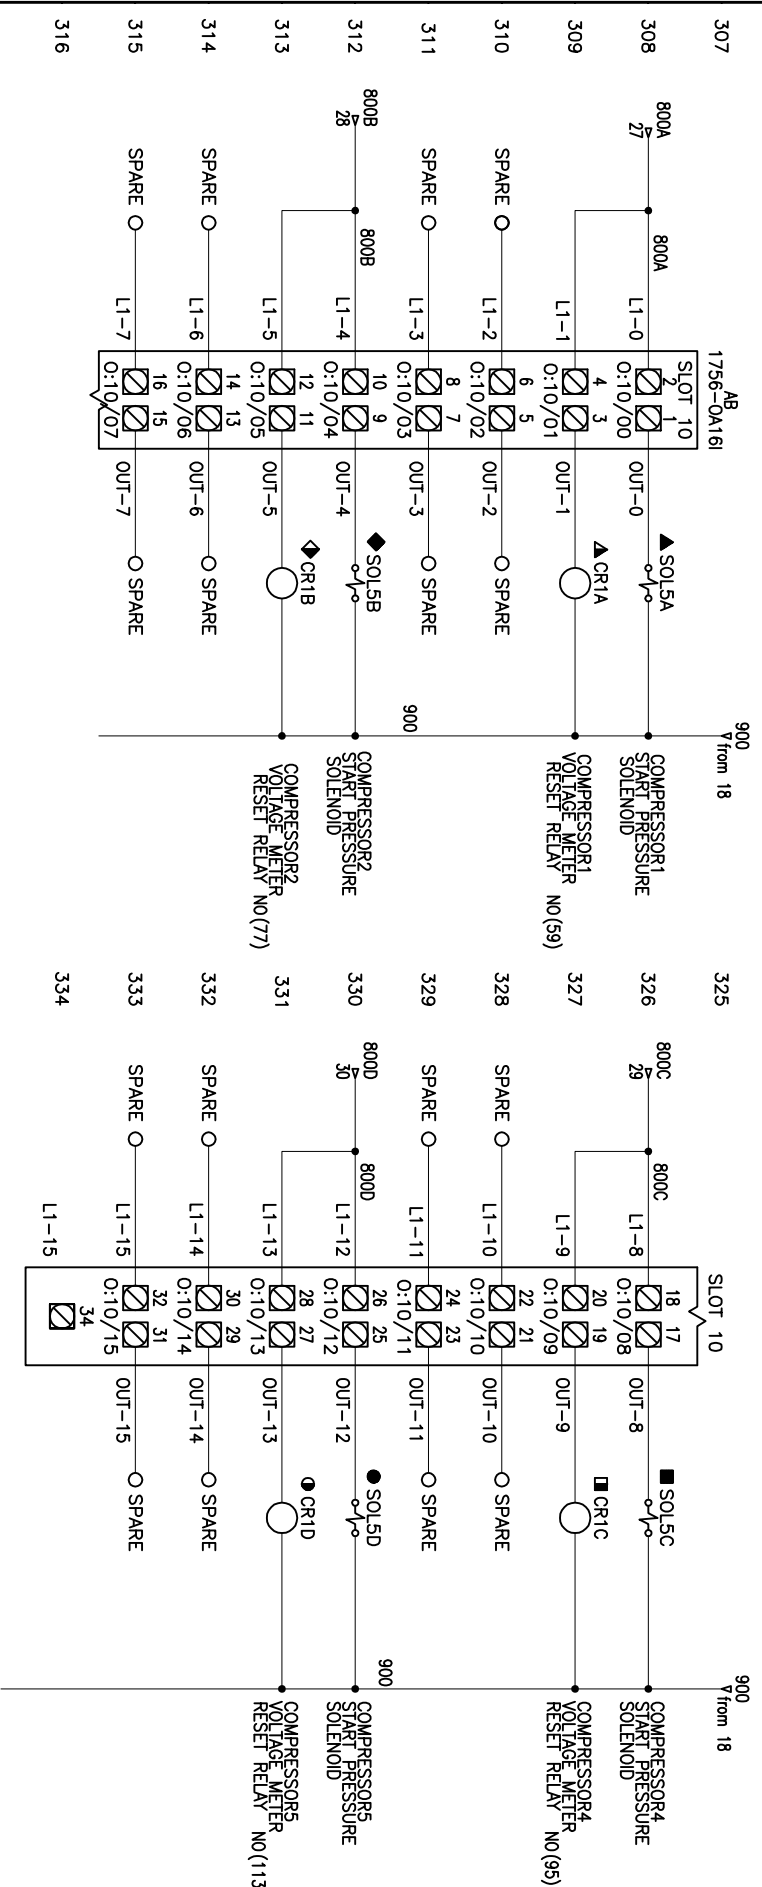 307
AB
1756-OA16I
SLOT 10
900
from 18
308
800A
27
800A
L1-0
2
1
O:10/00
OUT-0
SOL5A
COMPRESSOR1
START PRESSURE
SOLENOID
309
L1-1
4
3
O:10/01
OUT-1
CR1A
COMPRESSOR1
VOLTAGE METER
RESET RELAY NO(59)
310
SPARE
L1-2
6
5
O:10/02
OUT-2
SPARE
311
SPARE
L1-3
8
7
O:10/03
OUT-3
SPARE
900
312
800B
28
800B
L1-4
10
9
O:10/04
OUT-4
SOL5B
COMPRESSOR2
START PRESSURE
SOLENOID
313
L1-5
12
11
O:10/05
OUT-5
CR1B
COMPRESSOR2
VOLTAGE METER
RESET RELAY NO(77)
314
SPARE
L1-6
14
13
O:10/06
OUT-6
SPARE
315
SPARE
L1-7
16
15
O:10/07
OUT-7
SPARE
316
325
SLOT 10
900
from 18
326
800C
29
800C
L1-8
18
17
O:10/08
OUT-8
SOL5C
COMPRESSOR4
START PRESSURE
SOLENOID
327
L1-9
20
19
O:10/09
OUT-9
CR1C
COMPRESSOR4
VOLTAGE METER
RESET RELAY NO(95)
328
SPARE
L1-10
22
21
O:10/10
OUT-10
SPARE
329
SPARE
L1-11
24
23
O:10/11
OUT-11
SPARE
900
330
800D
30
800D
L1-12
26
25
O:10/12
OUT-12
SOL5D
COMPRESSOR5
START PRESSURE
SOLENOID
331
L1-13
28
27
O:10/13
OUT-13
CR1D
COMPRESSOR5
VOLTAGE METER
RESET RELAY NO(113
332
SPARE
L1-14
30
29
O:10/14
OUT-14
SPARE
333
SPARE
L1-15
32
31
O:10/15
OUT-15
SPARE
334
L1-15
34